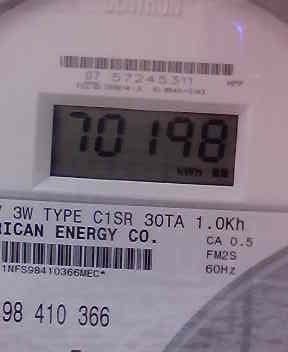 CENTRON
07 57245311
70198
KWH
V 3W TYPE C1SR 30TA 1.0Kh
RICAN ENERGY CO.
CA 0.5
FM2S
60Hz
1NFS98410366MEC*
98 410 366